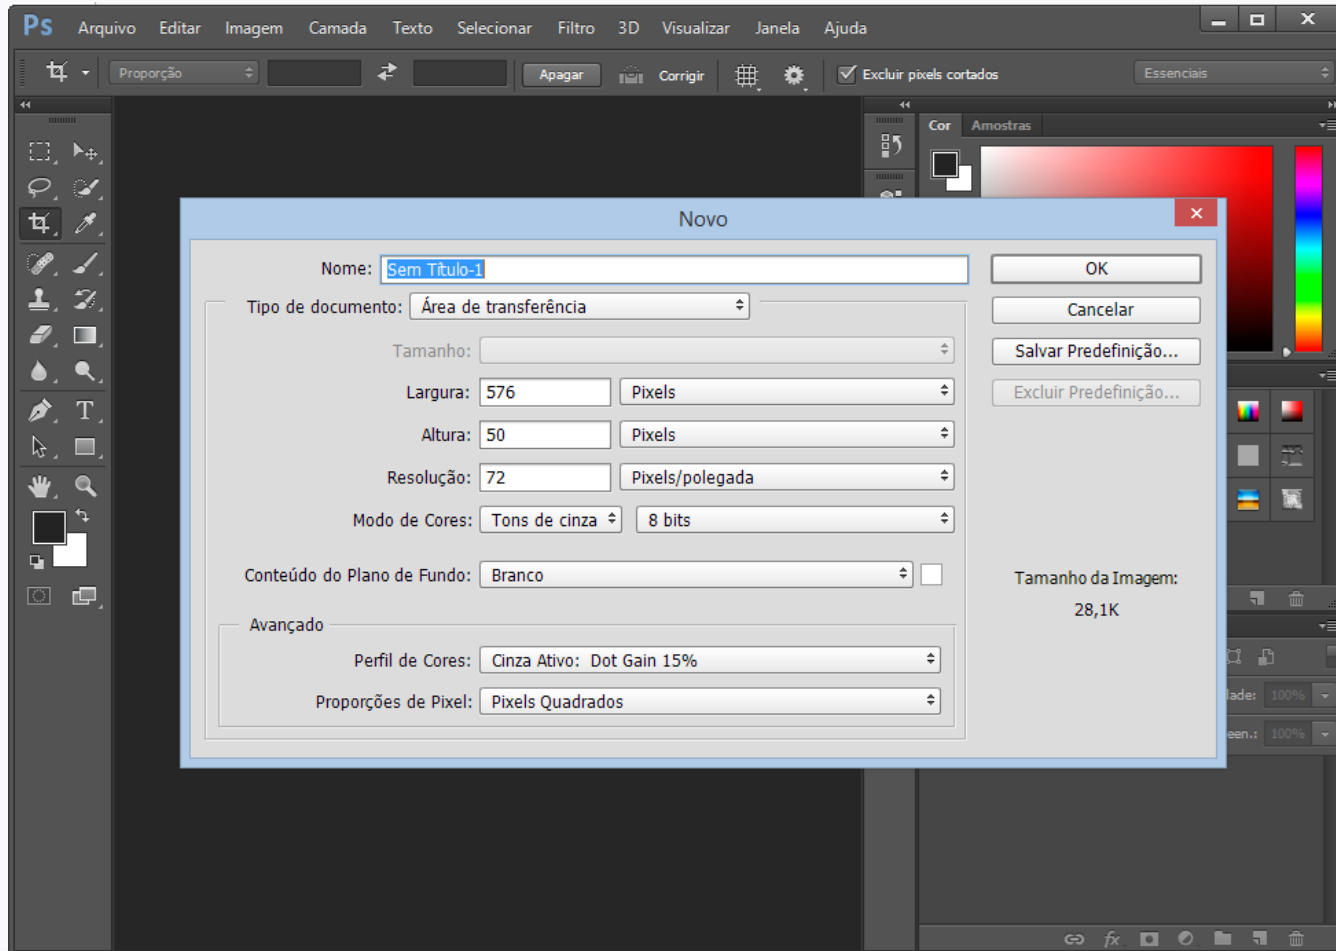 Ps Arquivo Editar Imagem Camada Texto Selecionar Filtro 3D Visualizar Janela Ajuda
Proporção Apagar Corrigir Excluir pixels cortados Essenciais
Cor Amostras
Novo
Nome: Sem Título-1 OK
Tipo de documento: Área de transferência Cancelar
Tamanho: Salvar Predefinição...
Largura: 576 Pixels Excluir Predefinição...
Altura: 50 Pixels
Resolução: 72 Pixels/polegada
Modo de Cores: Tons de cinza 8 bits
Conteúdo do Plano de Fundo: Branco Tamanho da Imagem:
28,1K
Avançado
Perfil de Cores: Cinza Ativo: Dot Gain 15%
Proporções de Pixel: Pixels Quadrados
lade: 100%
een.: 100%
T
fx